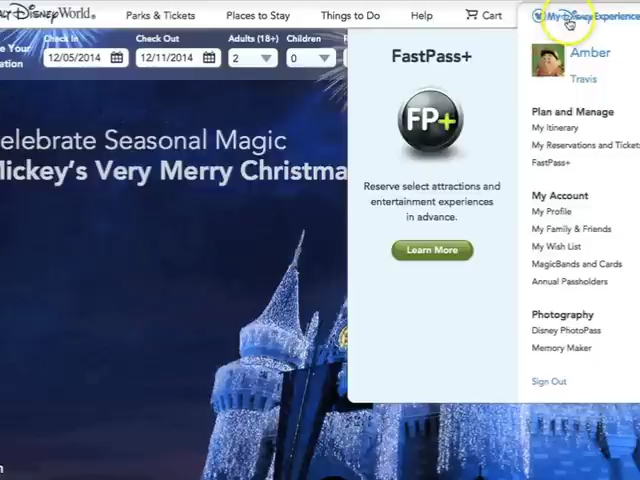 Disney World.
Parks & Tickets
Places to Stay
Things to Do
Help
Cart
My Disney Experience
e Your
ation
Check In
12/05/2014
Check Out
12/11/2014
Adults (18+)
2
Children
0
elebrate Seasonal Magic
Mickey's Very Merry Christma
FastPass+
FP+
Reserve select attractions and
entertainment experiences
in advance.
Learn More
Amber
Travis
Plan and Manage
My Itinerary
My Reservations and Tickets
FastPass+
My Account
My Profile
My Family & Friends
My Wish List
MagicBands and Cards
Annual Passholders
Photography
Disney PhotoPass
Memory Maker
Sign Out